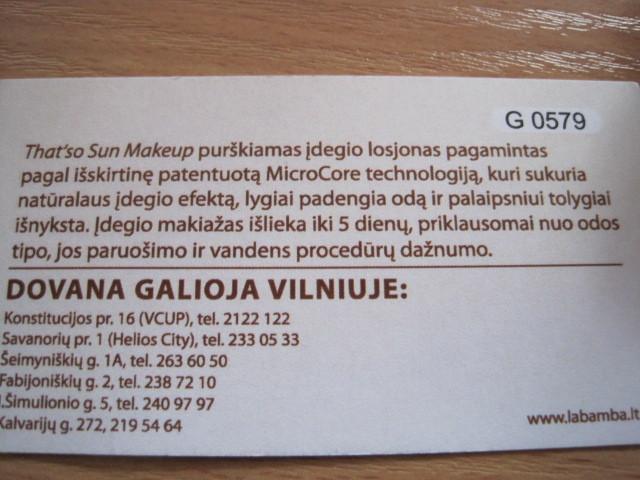 G 0579
That'so Sun Makeup purškiamas įdegio losjonas pagamintas
pagal išskirtinę patentuotą MicroCore technologiją, kuri sukuria
natūralaus įdegio efektą, lygiai padengia odą ir palaipsniui tolygiai
išnyksta. Įdegio makiažas išlieka iki 5 dienų, priklausomai nuo odos
tipo, jos paruošimo ir vandens procedūrų dažnumo.
DOVANA GALIOJA VILNIUJE:
Konstitucijos pr. 16 (VCUP), tel. 2122 122
Savanorių pr. 1 (Helios City), tel. 233 05 33
Šeimyniškių g. 1A, tel. 263 60 50
Fabijoniškių g. 2, tel. 238 72 10
.Šimulionio g. 5, tel. 240 97 97
Kalvarijų g. 272, 219 54 64
www.labamba.lt